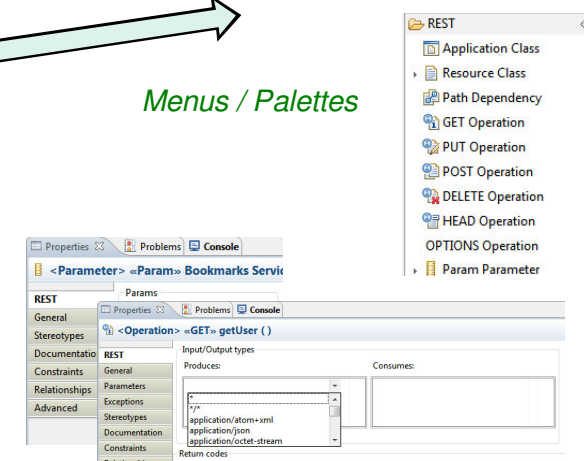 REST
Application Class
Resource Class
Path Dependency
GET Operation
PUT Operation
POST Operation
DELETE Operation
HEAD Operation
OPTIONS Operation
Param Parameter
Menus / Palettes
Properties Problems Console
<Parameter> «Param» Bookmarks Servic
REST
General
Stereotypes
Documentatio
Constraints
Relationships
Advanced
Params
Properties Problems Console
<Operation> «GET» getUser ( )
REST
General
Parameters
Exceptions
Stereotypes
Documentation
Constraints
Input/Output types
Produces: Consumes:
*
*/*
application/atom+xml
application/json
application/octet-stream
Return codes